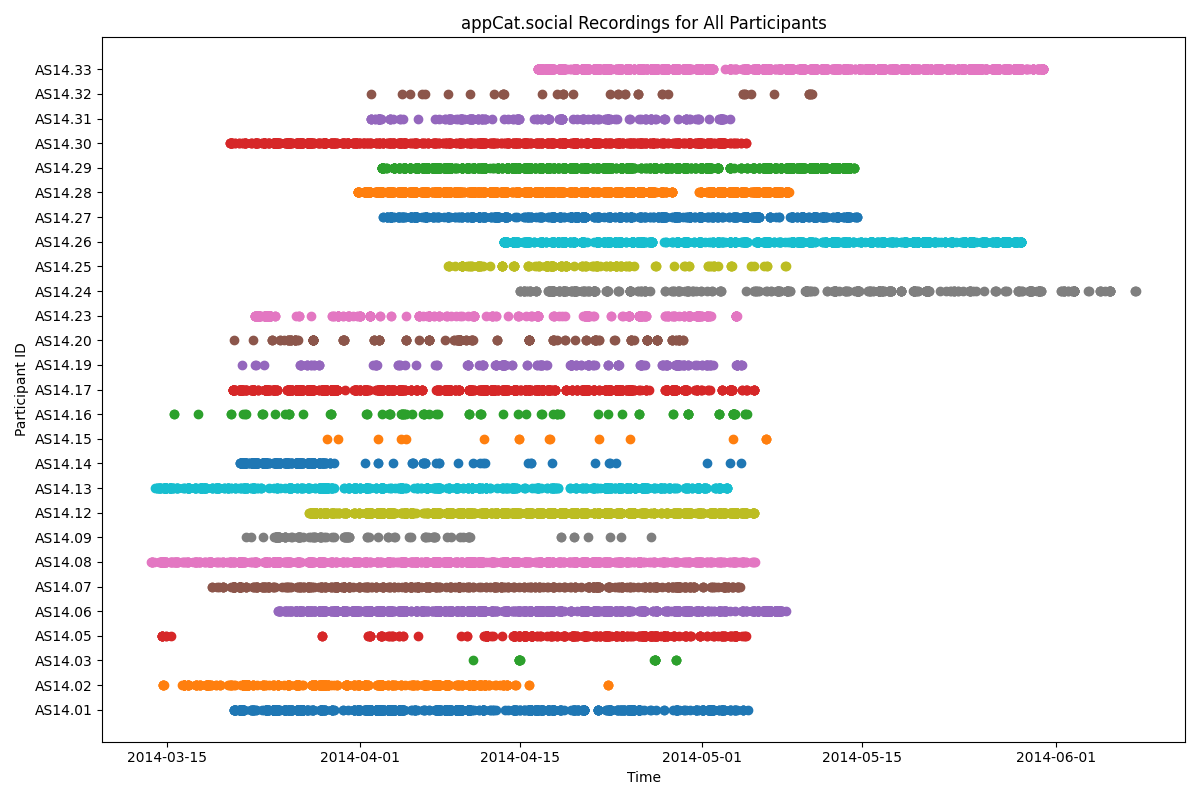 appCat.social Recordings for All Participants
AS14.33
AS14.32
AS14.31
AS14.30
AS14.29
AS14.28
AS14.27
AS14.26
AS14.25
AS14.24
AS14.23
AS14.20
AS14.19
AS14.17
AS14.16
AS14.15
AS14.14
AS14.13
AS14.12
AS14.09
AS14.08
AS14.07
AS14.06
AS14.05
AS14.03
AS14.02
AS14.01
Participant ID
2014-03-15 2014-04-01 2014-04-15 2014-05-01 2014-05-15 2014-06-01
Time